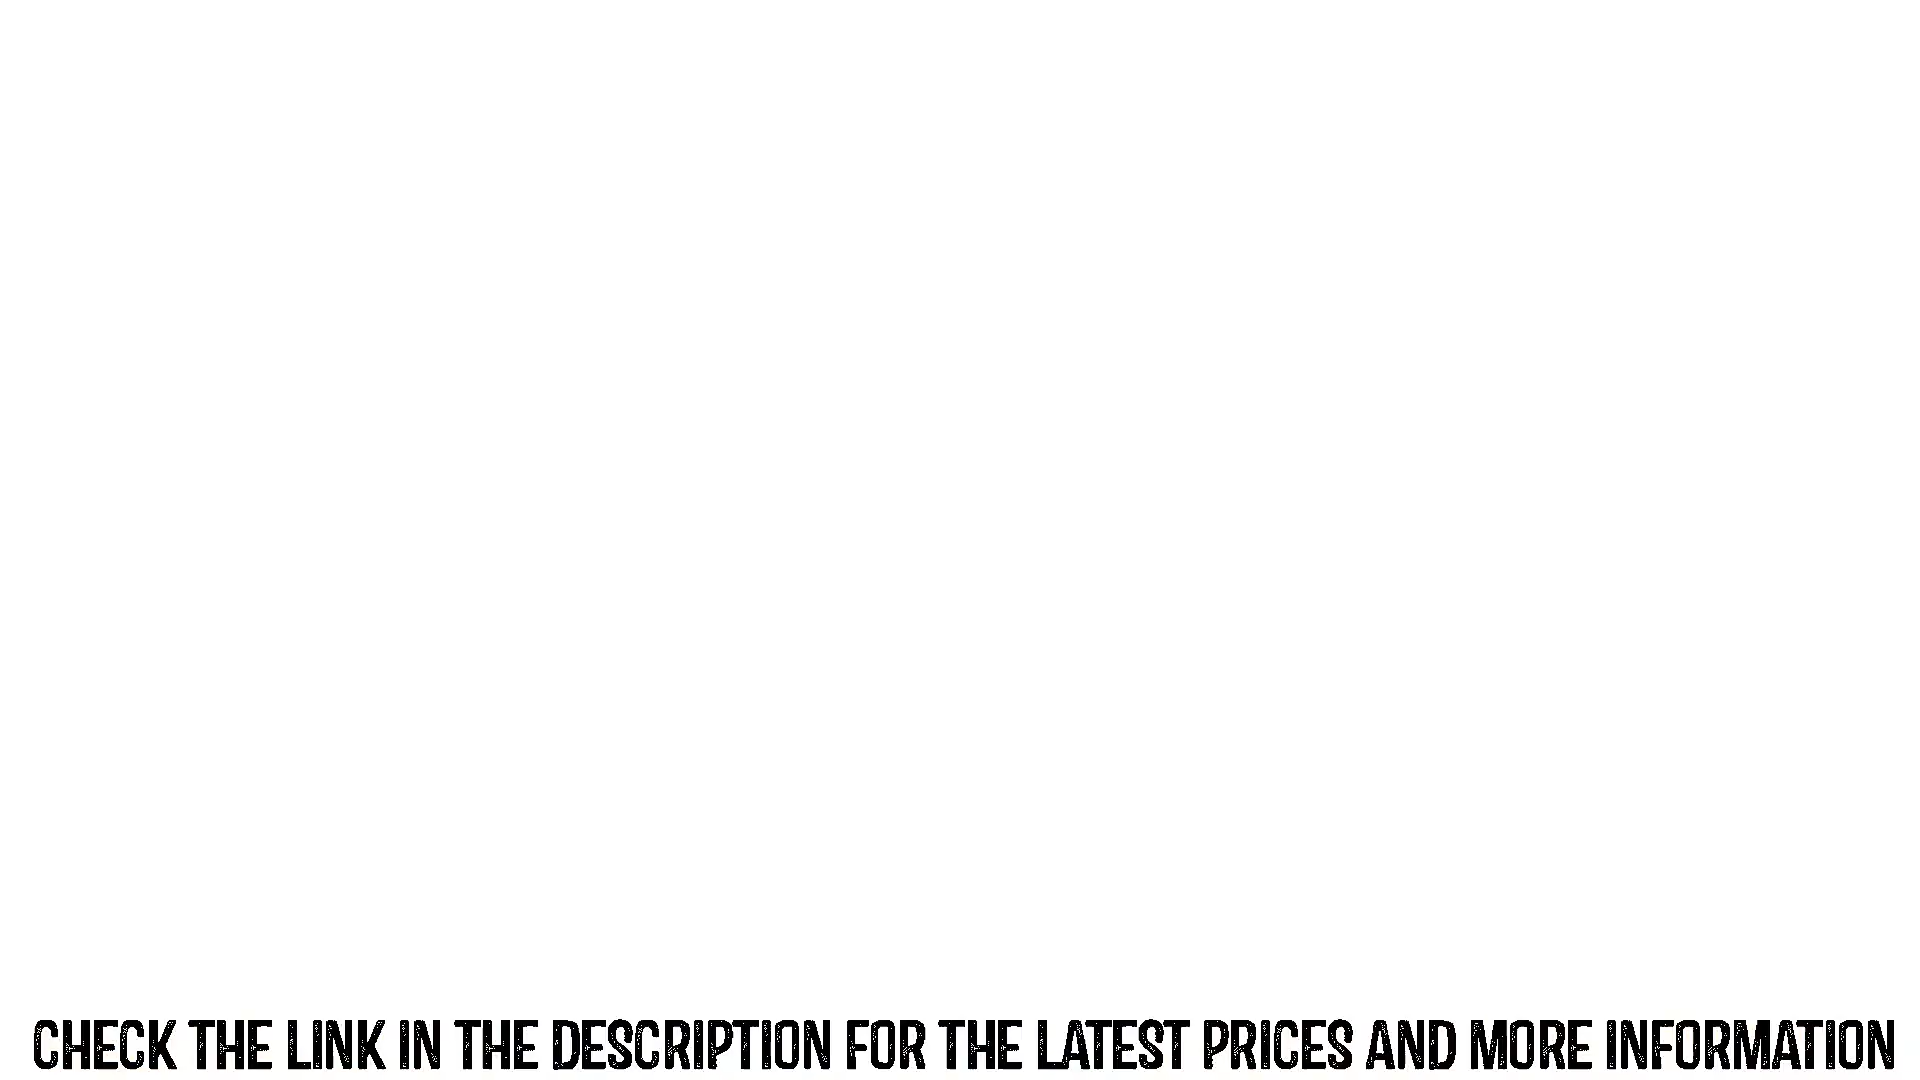 CHECK THE LINK IN THE DESCRIPTION FOR THE LATEST PRICES AND MORE INFORMATION